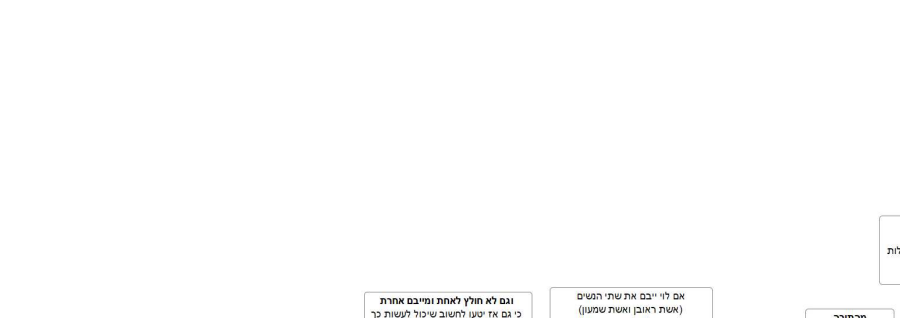 אם לוי ייבם את שתי הנשים
(אשת ראובן ואשת שמעון)
וגם לא חולץ לאחת ומייבם אחרת
כי גם אז יטעו לחשוב שיכול לעשות כך